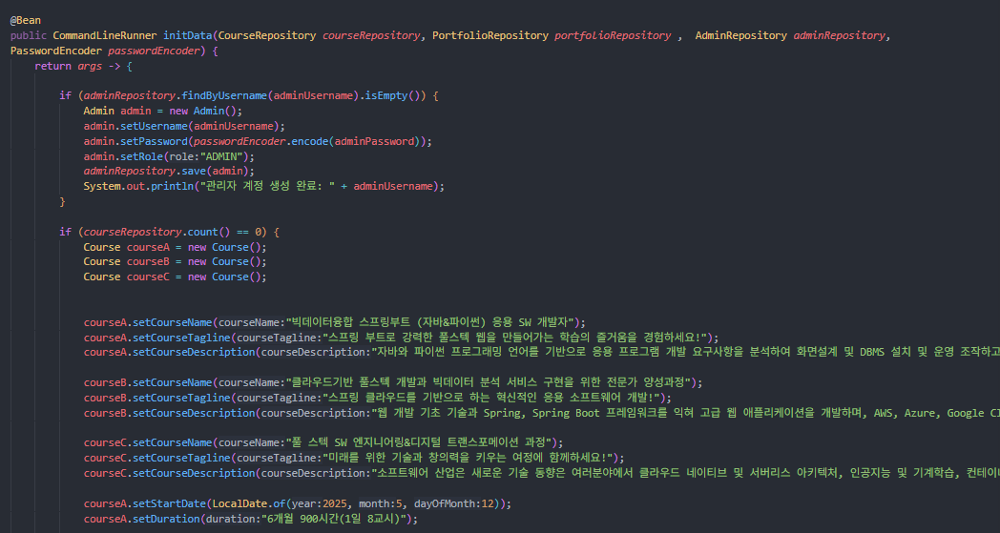 @Bean
public CommandLineRunner initData(CourseRepository courseRepository, PortfolioRepository portfolioRepository ,  AdminRepository adminRepository,
PasswordEncoder passwordEncoder) {
return args -> {
if (adminRepository.findByUsername(adminUsername).isEmpty()) {
Admin admin = new Admin();
admin.setUsername(adminUsername);
admin.setPassword(passwordEncoder.encode(adminPassword));
admin.setRole(role:"ADMIN");
adminRepository.save(admin);
System.out.println("관리자 계정 생성 완료: " + adminUsername);
}
if (courseRepository.count() == 0) {
Course courseA = new Course();
Course courseB = new Course();
Course courseC = new Course();
courseA.setCourseName(courseName:"빅데이터융합 스프링부트 (자바&파이썬) 응용 SW 개발자");
courseA.setCourseTagline(courseTagline:"스프링 부트로 강력한 풀스텍 웹을 만들어가는 학습의 즐거움을 경험하세요!");
courseA.setCourseDescription(courseDescription:"자바와 파이썬 프로그래밍 언어를 기반으로 응용 프로그램 개발 요구사항을 분석하여 화면설계 및 DBMS 설치 및 운영 조작하고
courseB.setCourseName(courseName:"클라우드기반 풀스텍 개발과 빅데이터 분석 서비스 구현을 위한 전문가 양성과정");
courseB.setCourseTagline(courseTagline:"스프링 클라우드를 기반으로 하는 혁신적인 응용 소프트웨어 개발!");
courseB.setCourseDescription(courseDescription:"웹 개발 기초 기술과 Spring, Spring Boot 프레임워크를 익혀 고급 웹 애플리케이션을 개발하며, AWS, Azure, Google Cl
courseC.setCourseName(courseName:"풀 스텍 SW 엔지니어링&디지털 트랜스포메이션 과정");
courseC.setCourseTagline(courseTagline:"미래를 위한 기술과 창의력을 키우는 여정에 함께하세요!");
courseC.setCourseDescription(courseDescription:"소프트웨어 산업은 새로운 기술 동향은 여러분야에서 클라우드 네이티브 및 서버리스 아키텍처, 인공지능 및 기계학습, 컨테이너
courseA.setStartDate(LocalDate.of(year:2025, month:5, dayOfMonth:12));
courseA.setDuration(duration:"6개월 900시간(1일 8교시)");